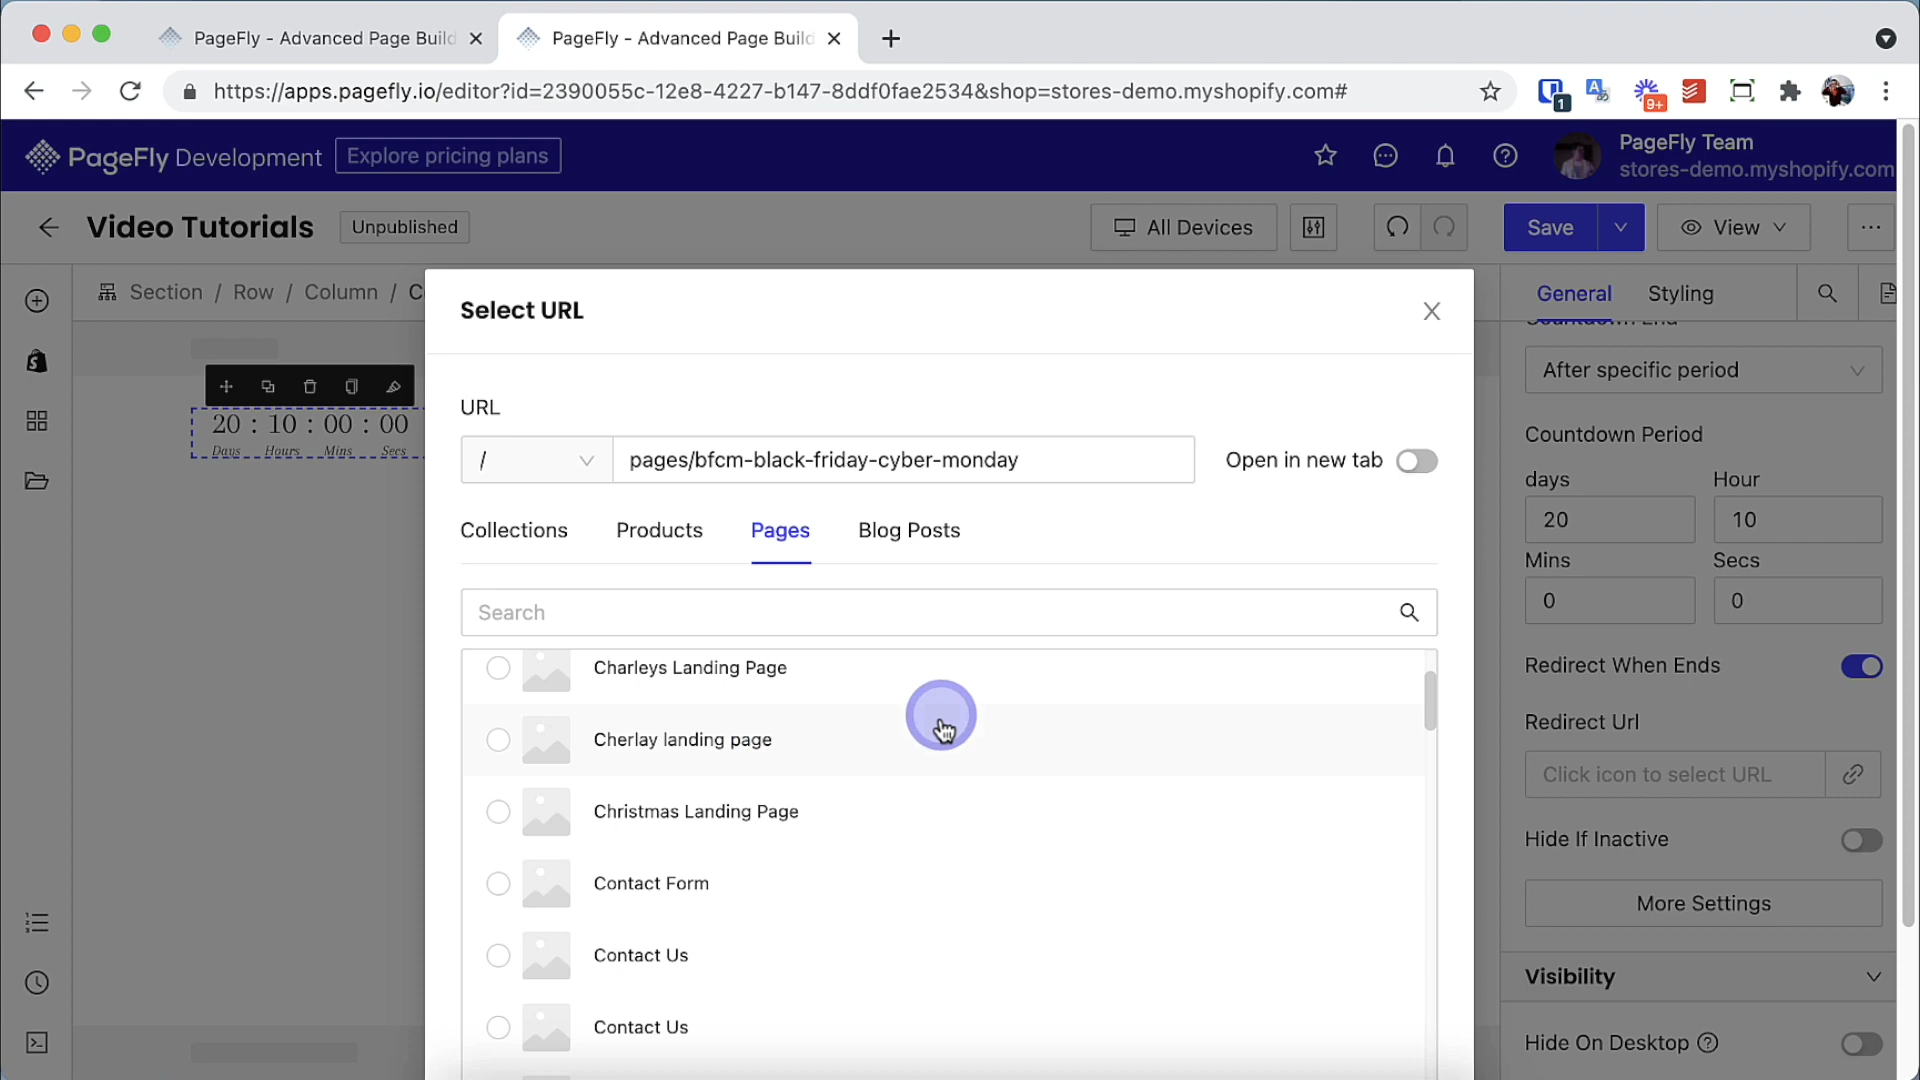 PageFly - Advanced Page Build
PageFly - Advanced Page Build
https://apps.pagefly.io/editor?id=2390055c-12e8-4227-b147-8ddf0fae2534&shop=stores-demo.myshopify.com#
1
9+
PageFly Development
Explore pricing plans
PageFly Team
stores-demo.myshopify.com
Video Tutorials
Unpublished
All Devices
Save
View
Section / Row / Column / C
General
Styling
Select URL
Countdown End
After specific period
20 : 10 : 00 : 00
Days Hours Mins Secs
URL
/
pages/bfcm-black-friday-cyber-monday
Open in new tab
Countdown Period
days
Hour
20
10
Mins
Secs
0
0
Collections
Products
Pages
Blog Posts
Search
Charleys Landing Page
Cherlay landing page
Christmas Landing Page
Contact Form
Contact Us
Contact Us
Redirect When Ends
Redirect Url
Click icon to select URL
Hide If Inactive
More Settings
Visibility
Hide On Desktop